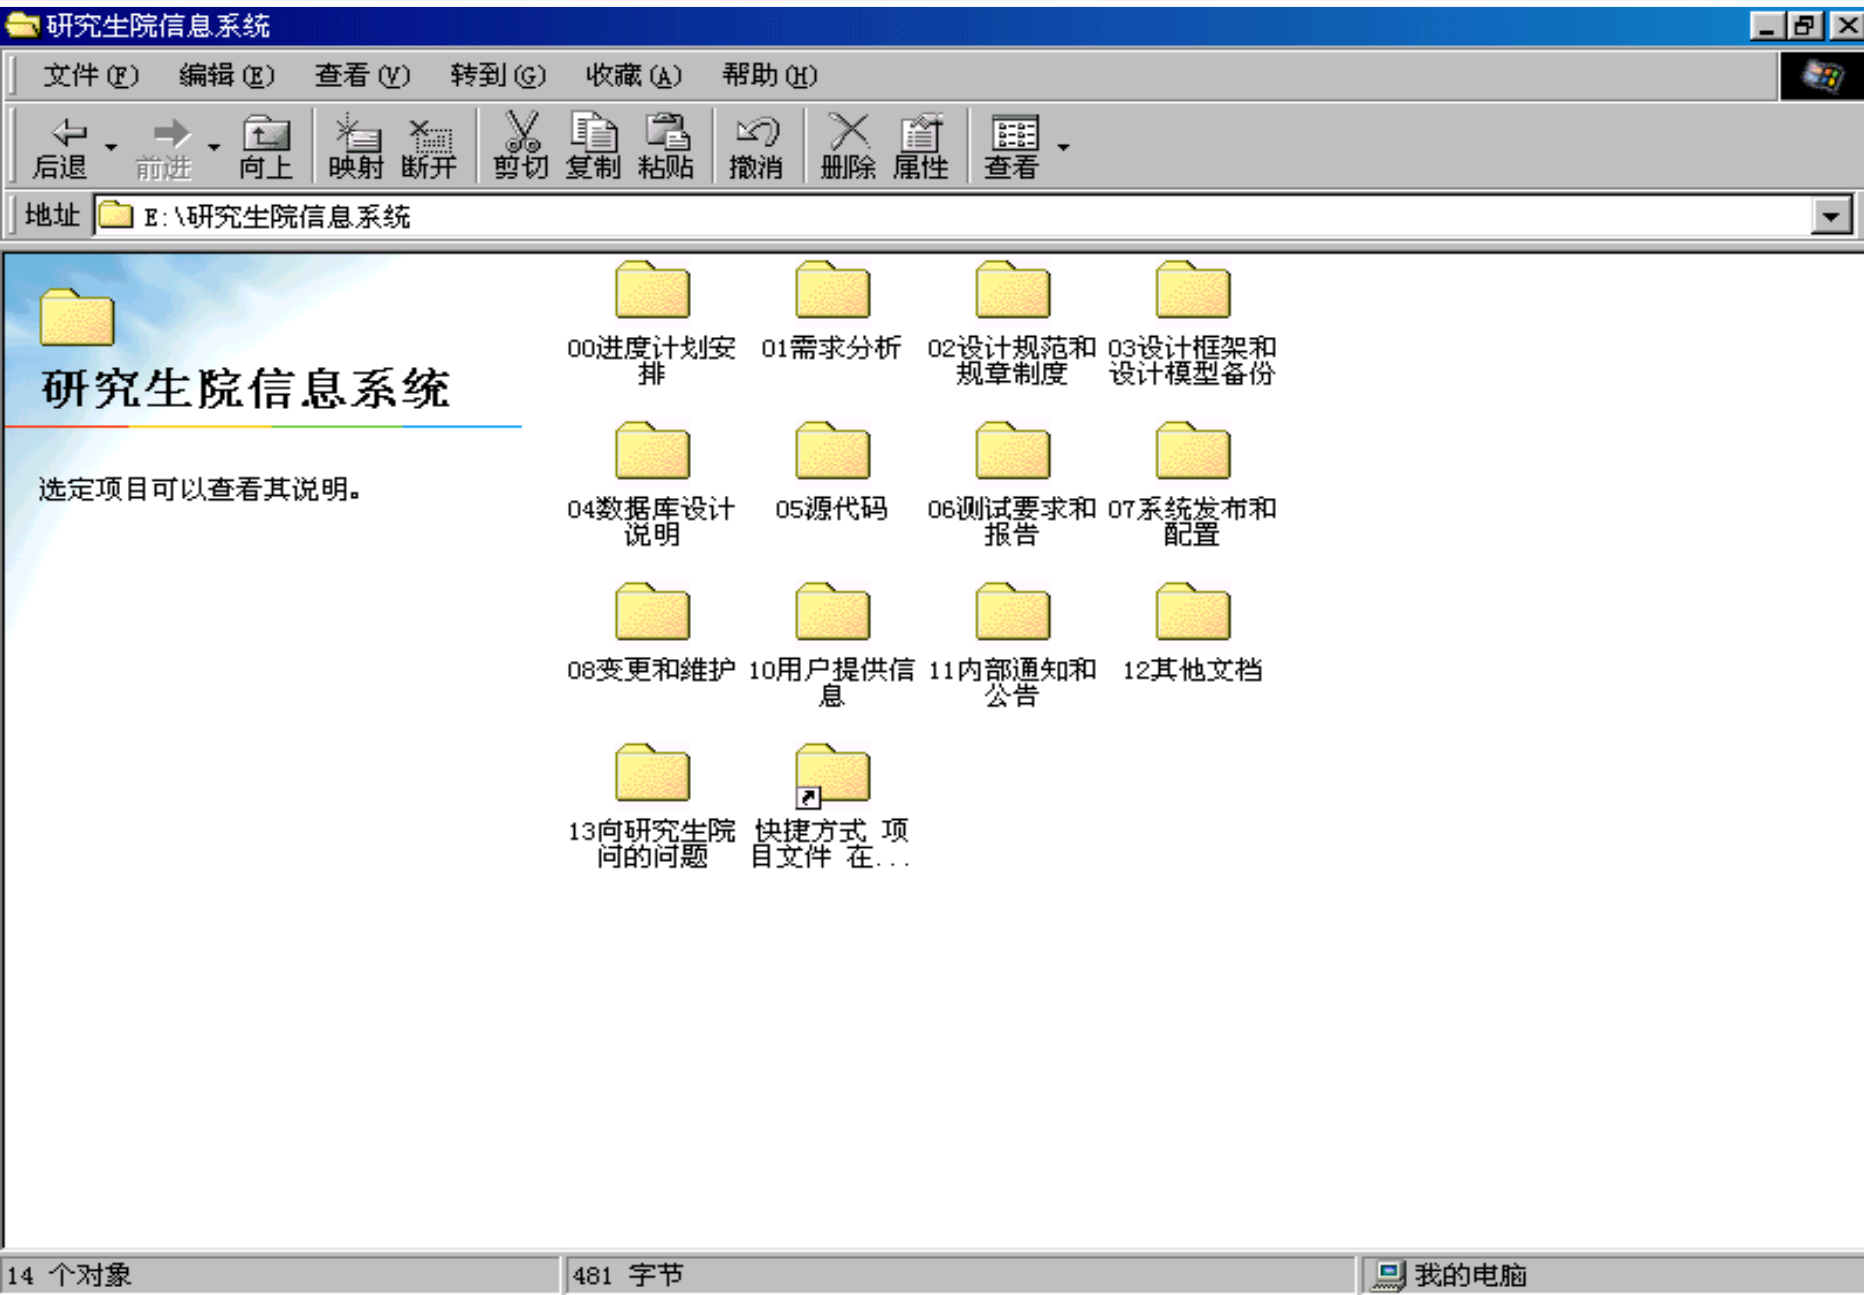 研究生院信息系统
文件(F) 编辑(E) 查看(V) 转到(G) 收藏(A) 帮助(H)
后退 前进 向上 映射 断开 剪切 复制 粘贴 撤消 删除 属性 查看
地址 E:\研究生院信息系统
研究生院信息系统
选定项目可以查看其说明。
00进度计划安
排
01需求分析
02设计规范和
规章制度
03设计框架和
设计模型备份
04数据库设计
说明
05源代码
06测试要求和
报告
07系统发布和
配置
08变更和维护
10用户提供信
息
11内部通知和
公告
12其他文档
13向研究生院
问的问题
快捷方式 项
目文件 在...
14 个对象
481 字节
我的电脑